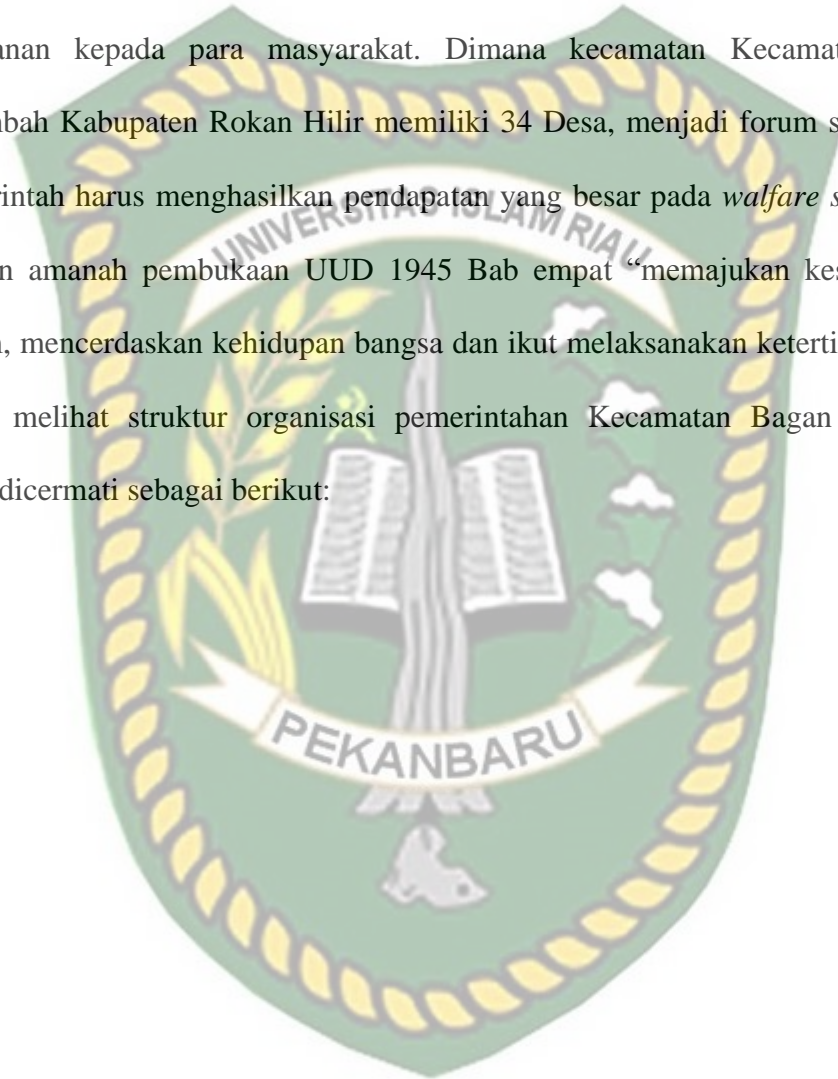 anan kepada para masyarakat. Dimana kecamatan Kecamat
nbah Kabupaten Rokan Hilir memiliki 34 Desa, menjadi forum s
rintah harus menghasilkan pendapatan yang besar pada walfare s
n amanah pembukaan UUD 1945 Bab empat “memajukan kes
n, mencerdaskan kehidupan bangsa dan ikut melaksanakan keterti
melihat struktur organisasi pemerintahan Kecamatan Bagan
dicermati sebagai berikut:
UNIVERSITAS ISLAM RIAU
PEKANBARU